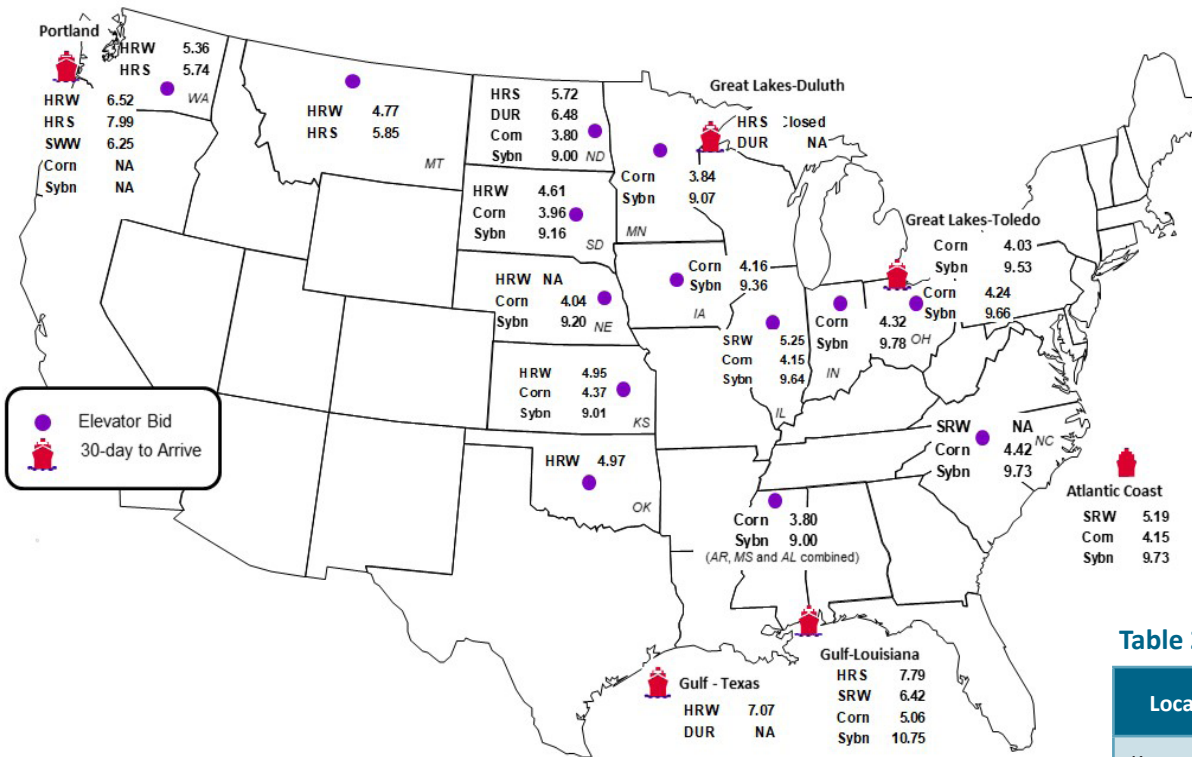 Portland
HRW 6.52
HRS 7.99
SWW 6.25
Corn NA
Sybn NA
HRW 5.36
HRS 5.74
WA
HRW 4.77
HRS 5.85
MT
HRS 5.72
DUR 6.48
Corn 3.80
Sybn 9.00 ND
HRW 4.61
Corn 3.96
Sybn 9.16 SD
HRW NA
Corn 4.04
Sybn 9.20 NE
HRW 4.95
Corn 4.37
Sybn 9.01
KS
HRW 4.97
OK
Great Lakes-Duluth
HRS Closed
DUR NA
Corn 3.84
Sybn 9.07
MN
Corn 4.16
Sybn 9.36
IA
SRW 5.25
Corn 4.15
Sybn 9.64
IL
Great Lakes-Toledo
Corn 4.03
Sybn 9.53
Corn 4.24
Sybn 9.66
OH
Corn 4.32
Sybn 9.78
IN
SRW NA
Corn 4.42
Sybn 9.73
NC
Corn 3.80
Sybn 9.00
(AR, MS and AL combined)
Atlantic Coast
SRW 5.19
Corn 4.15
Sybn 9.73
Gulf - Texas
HRW 7.07
DUR NA
Gulf-Louisiana
HRS 7.79
SRW 6.42
Corn 5.06
Sybn 10.75
Elevator Bid
30-day to Arrive
Table
Loca